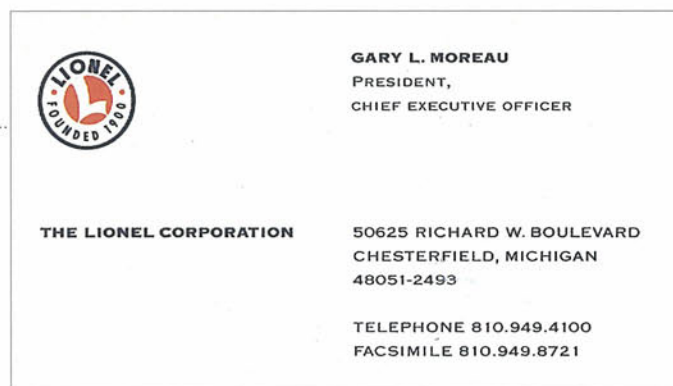 LIONEL
FOUNDED 1900
GARY L. MOREAU
PRESIDENT,
CHIEF EXECUTIVE OFFICER
THE LIONEL CORPORATION
50625 RICHARD W. BOULEVARD
CHESTERFIELD, MICHIGAN
48051-2493
TELEPHONE 810.949.4100
FACSIMILE 810.949.8721